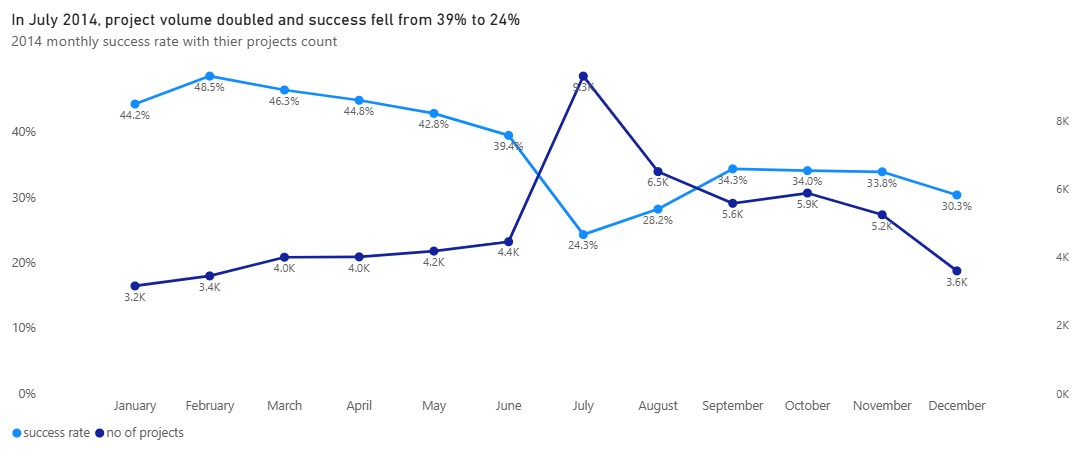 In July 2014, project volume doubled and success fell from 39% to 24%
2014 monthly success rate with thier projects count
44.2%
48.5%
46.3%
44.8%
42.8%
39.4%
24.3%
28.2%
34.3%
34.0%
33.8%
30.3%
3.2K
3.4K
4.0K
4.0K
4.2K
4.4K
9.3K
6.5K
5.6K
5.9K
5.2K
3.6K
40%
30%
20%
10%
0%
8K
6K
4K
2K
0K
January February March April May June July August September October November December
success rate no of projects